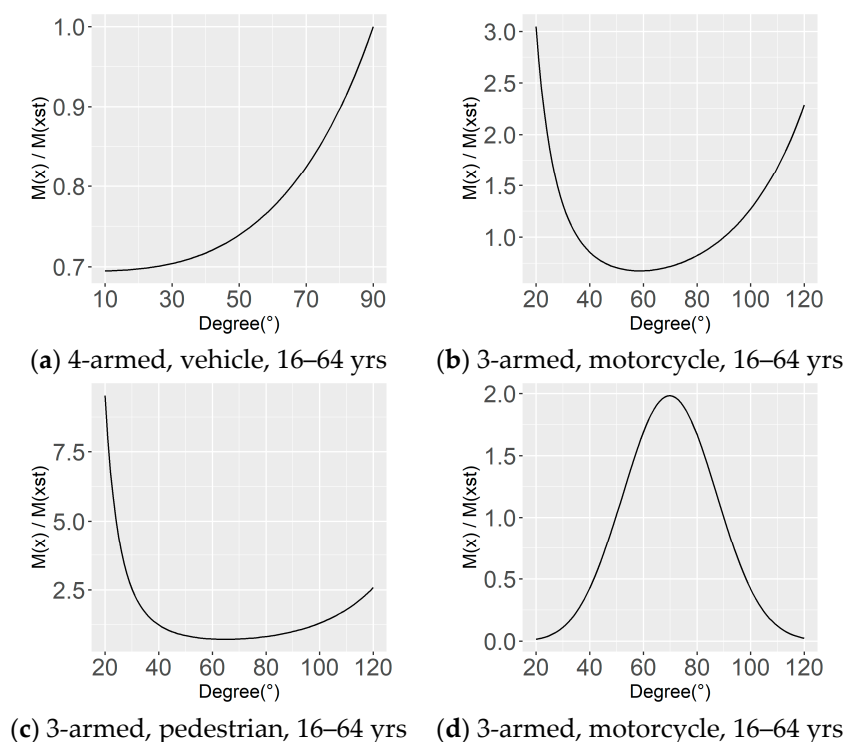 1.0
0.9
0.8
0.7
M(x) / M(xst)
10 30 50 70 90
Degree(°)
(a) 4-armed, vehicle, 16–64 yrs
3.0
2.5
2.0
1.5
1.0
M(x) / M(xst)
20 40 60 80 100 120
Degree(°)
(b) 3-armed, motorcycle, 16–64 yrs
7.5
5.0
2.5
M(x) / M(xst)
20 40 60 80 100 120
Degree(°)
(c) 3-armed, pedestrian, 16–64 yrs
2.0
1.5
1.0
0.5
0.0
M(x) / M(xst)
20 40 60 80 100 120
Degree(°)
(d) 3-armed, motorcycle, 16–64 yrs